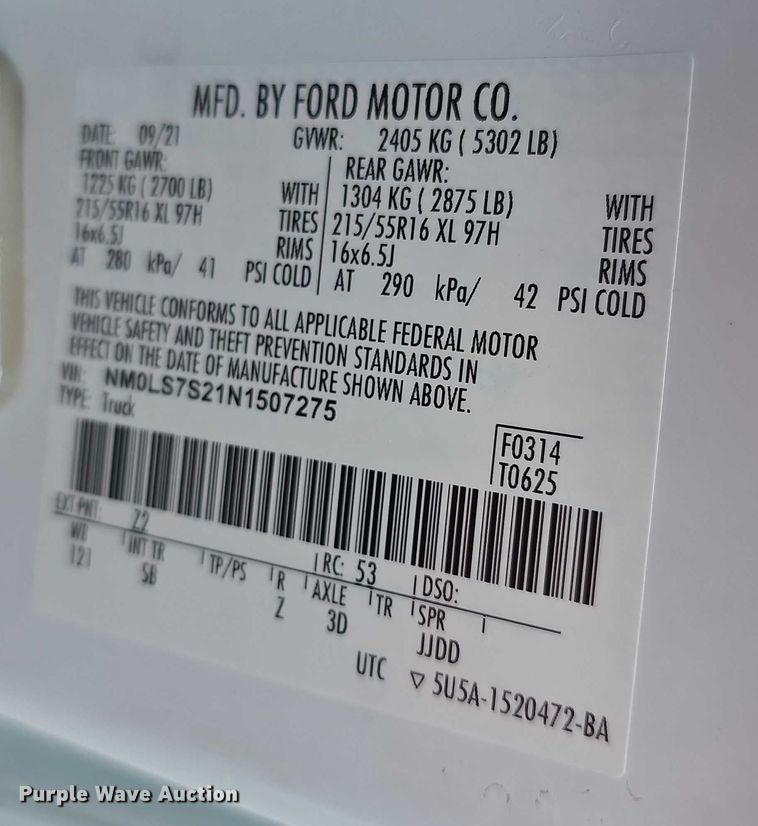 MFD. BY FORD MOTOR CO.
DATE: 09/21 GVWR: 2405 KG ( 5302 LB)
FRONT GAWR: REAR GAWR:
1225 KG ( 2700 LB) WITH 1304 KG ( 2875 LB) WITH
215/55R16 XL 97H TIRES 215/55R16 XL 97H TIRES
16x6.5J RIMS 16x6.5J RIMS
AT 280 kPa/ 41 PSI COLD AT 290 kPa/ 42 PSI COLD
THIS VEHICLE CONFORMS TO ALL APPLICABLE FEDERAL MOTOR
VEHICLE SAFETY AND THEFT PREVENTION STANDARDS IN
EFFECT ON THE DATE OF MANUFACTURE SHOWN ABOVE.
VIN: NM0LS7S21N1507275
TYPE: Truck
F0314
T0625
EXT PNT: Z2 RC: 53 DSO:
WB INT TR TP/PS R AXLE TR SPR
121 SB Z 3D JJDD
UTC ▽ 5U5A-1520472-BA
Purple Wave Auction